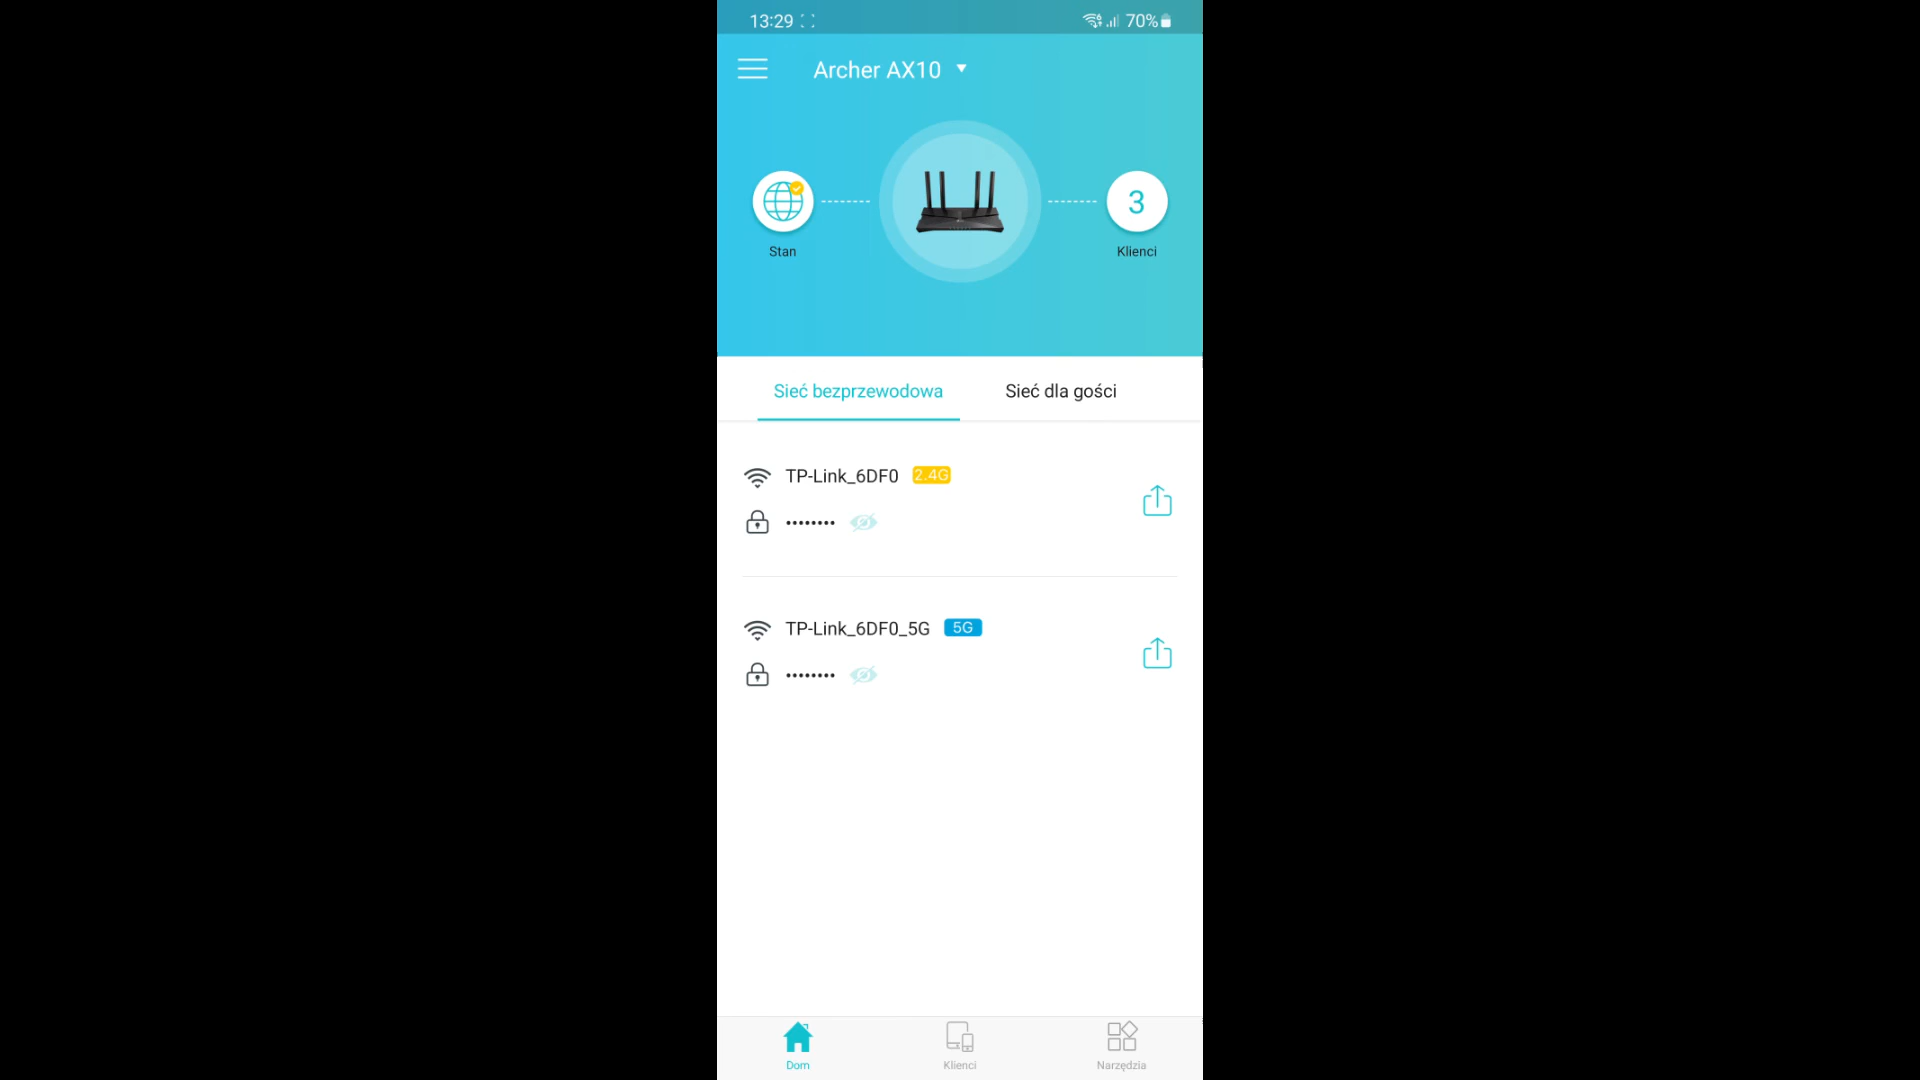 13:29
70%
Archer AX10
3
Stan
Klienci
Sieć bezprzewodowa
Sieć dla gości
TP-Link_6DF0 2.4G
••••••••
TP-Link_6DF0_5G 5G
••••••••
Dom
Klienci
Narzędzia